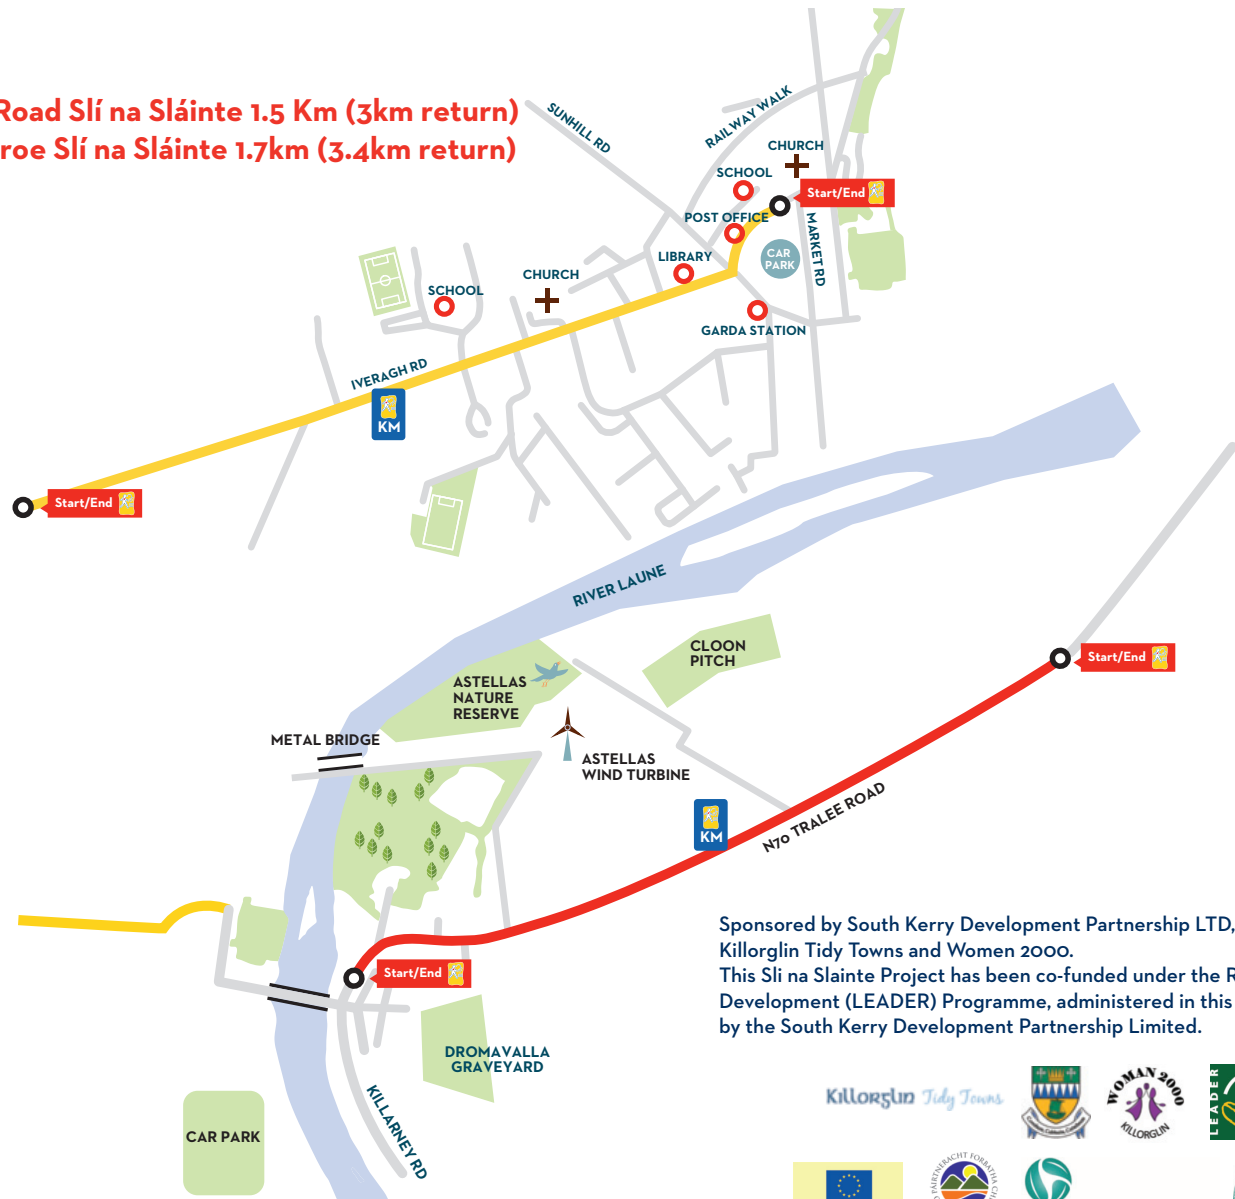 Road Slí na Sláinte 1.5 Km (3km return)
roe Slí na Sláinte 1.7km (3.4km return)
SUNHILL RD
RAILWAY WALK
CHURCH
SCHOOL
Start/End
POST OFFICE
MARKET RD
CAR
PARK
LIBRARY
CHURCH
SCHOOL
GARDA STATION
IVERAGH RD
KM
Start/End
RIVER LAUNE
CLOON
PITCH
Start/End
ASTELLAS
NATURE
RESERVE
METAL BRIDGE
ASTELLAS
WIND TURBINE
KM
N70 TRALEE ROAD
Start/End
DROMAVALLA
GRAVEYARD
KILLARNEY RD
CAR PARK
Sponsored by South Kerry Development Partnership LTD,
Killorglin Tidy Towns and Women 2000.
This Sli na Slainte Project has been co-funded under the R
Development (LEADER) Programme, administered in this
by the South Kerry Development Partnership Limited.
Killorglin Tidy Towns
WOMAN 2000
KILLORGLIN
LEADER